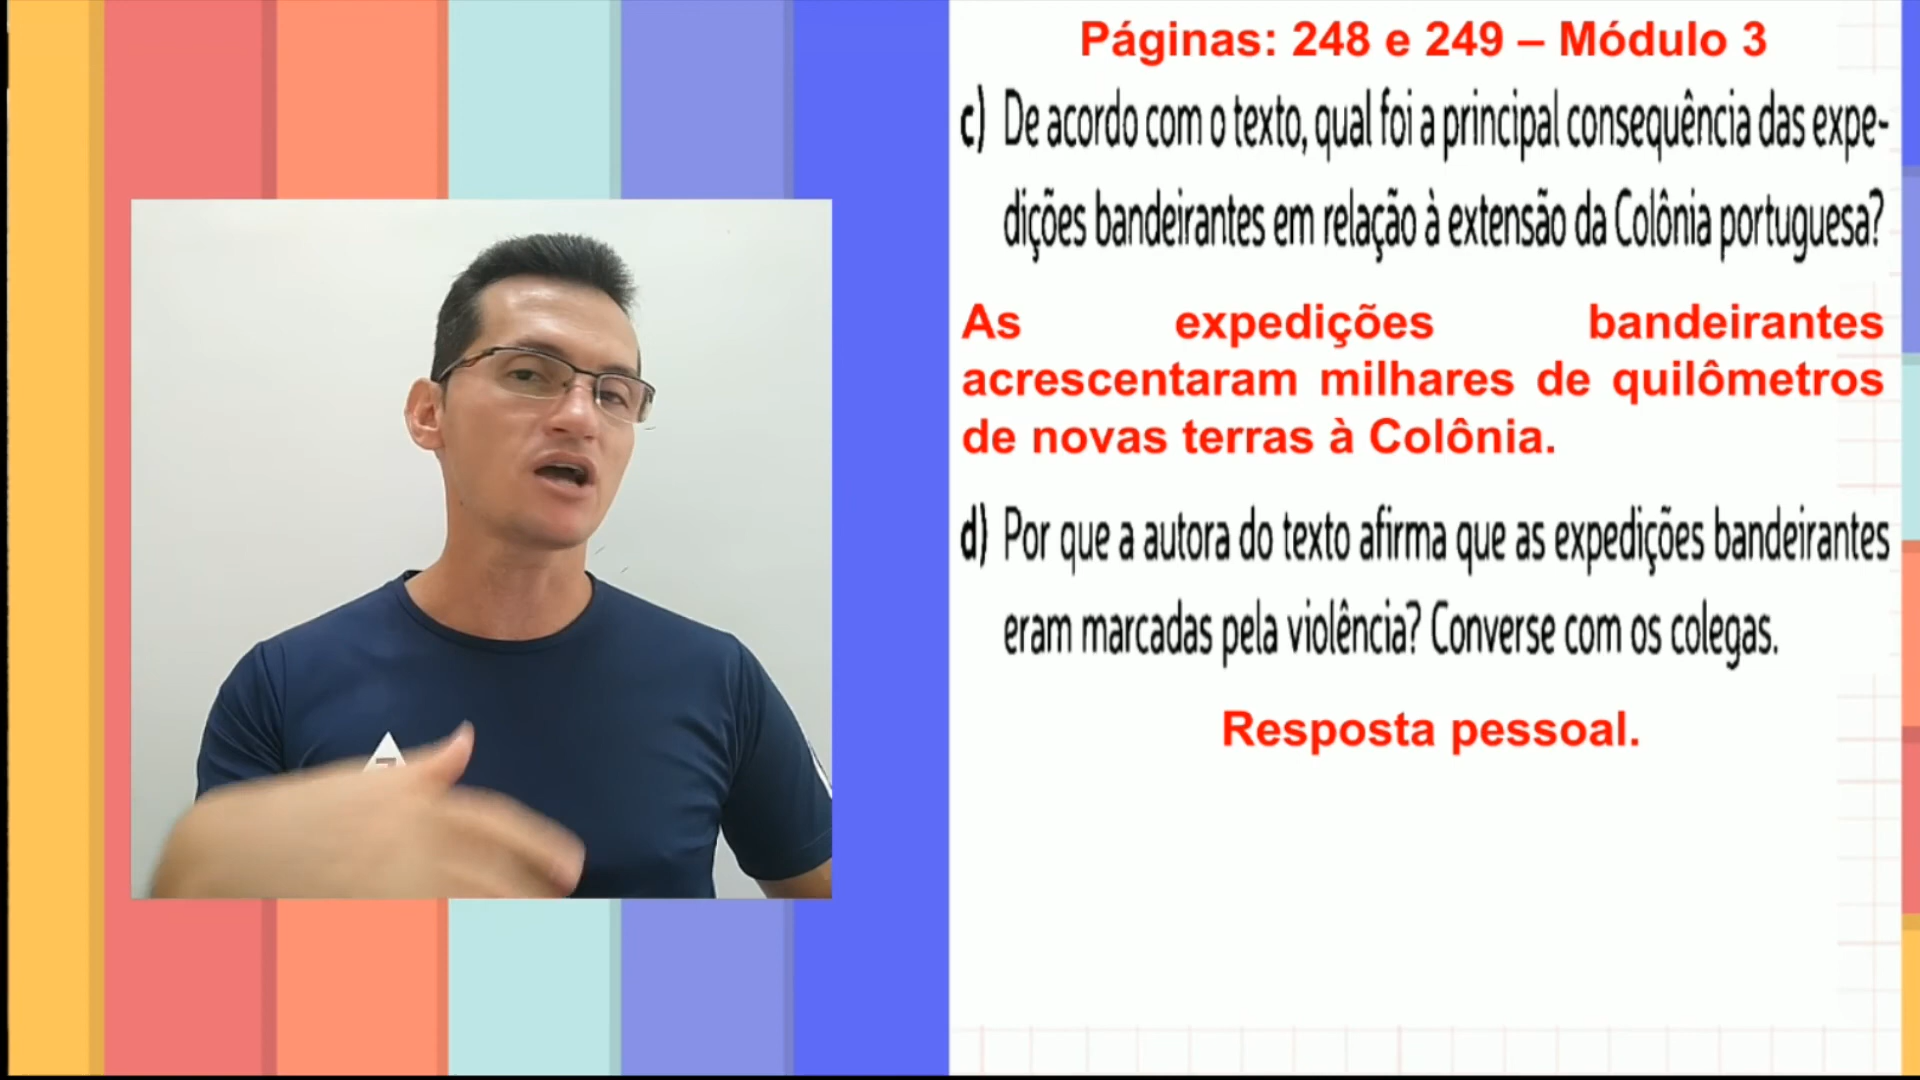 Páginas: 248 e 249 – Módulo 3
c) De acordo com o texto, qual foi a principal consequência das expe-
dições bandeirantes em relação à extensão da Colônia portuguesa?
As expedições bandeirantes
acrescentaram milhares de quilômetros
de novas terras à Colônia.
d) Por que a autora do texto afirma que as expedições bandeirantes
eram marcadas pela violência? Converse com os colegas.
Resposta pessoal.